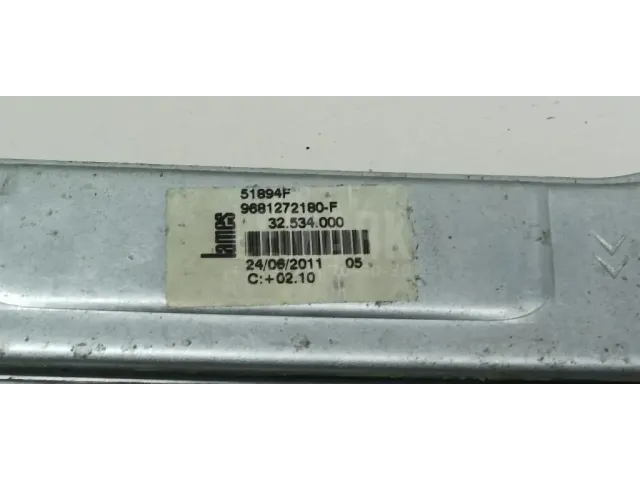 51894F
9681272180-F
lames
32.534.000
24/06/2011 05
C:+02.10